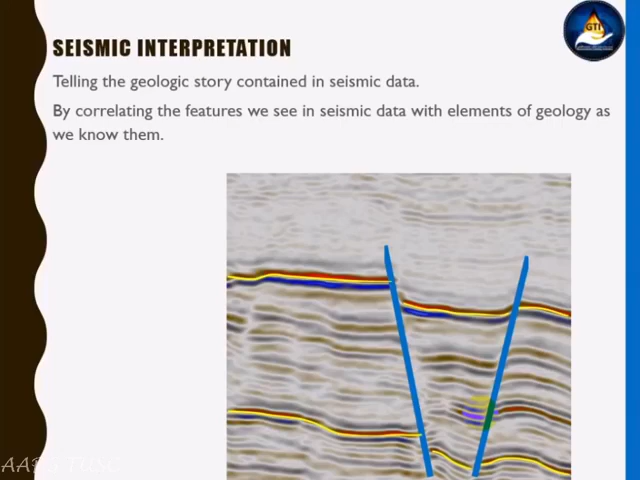 SEISMIC INTERPRETATION
Telling the geologic story contained in seismic data.
By correlating the features we see in seismic data with elements of geology as
we know them.
GTI